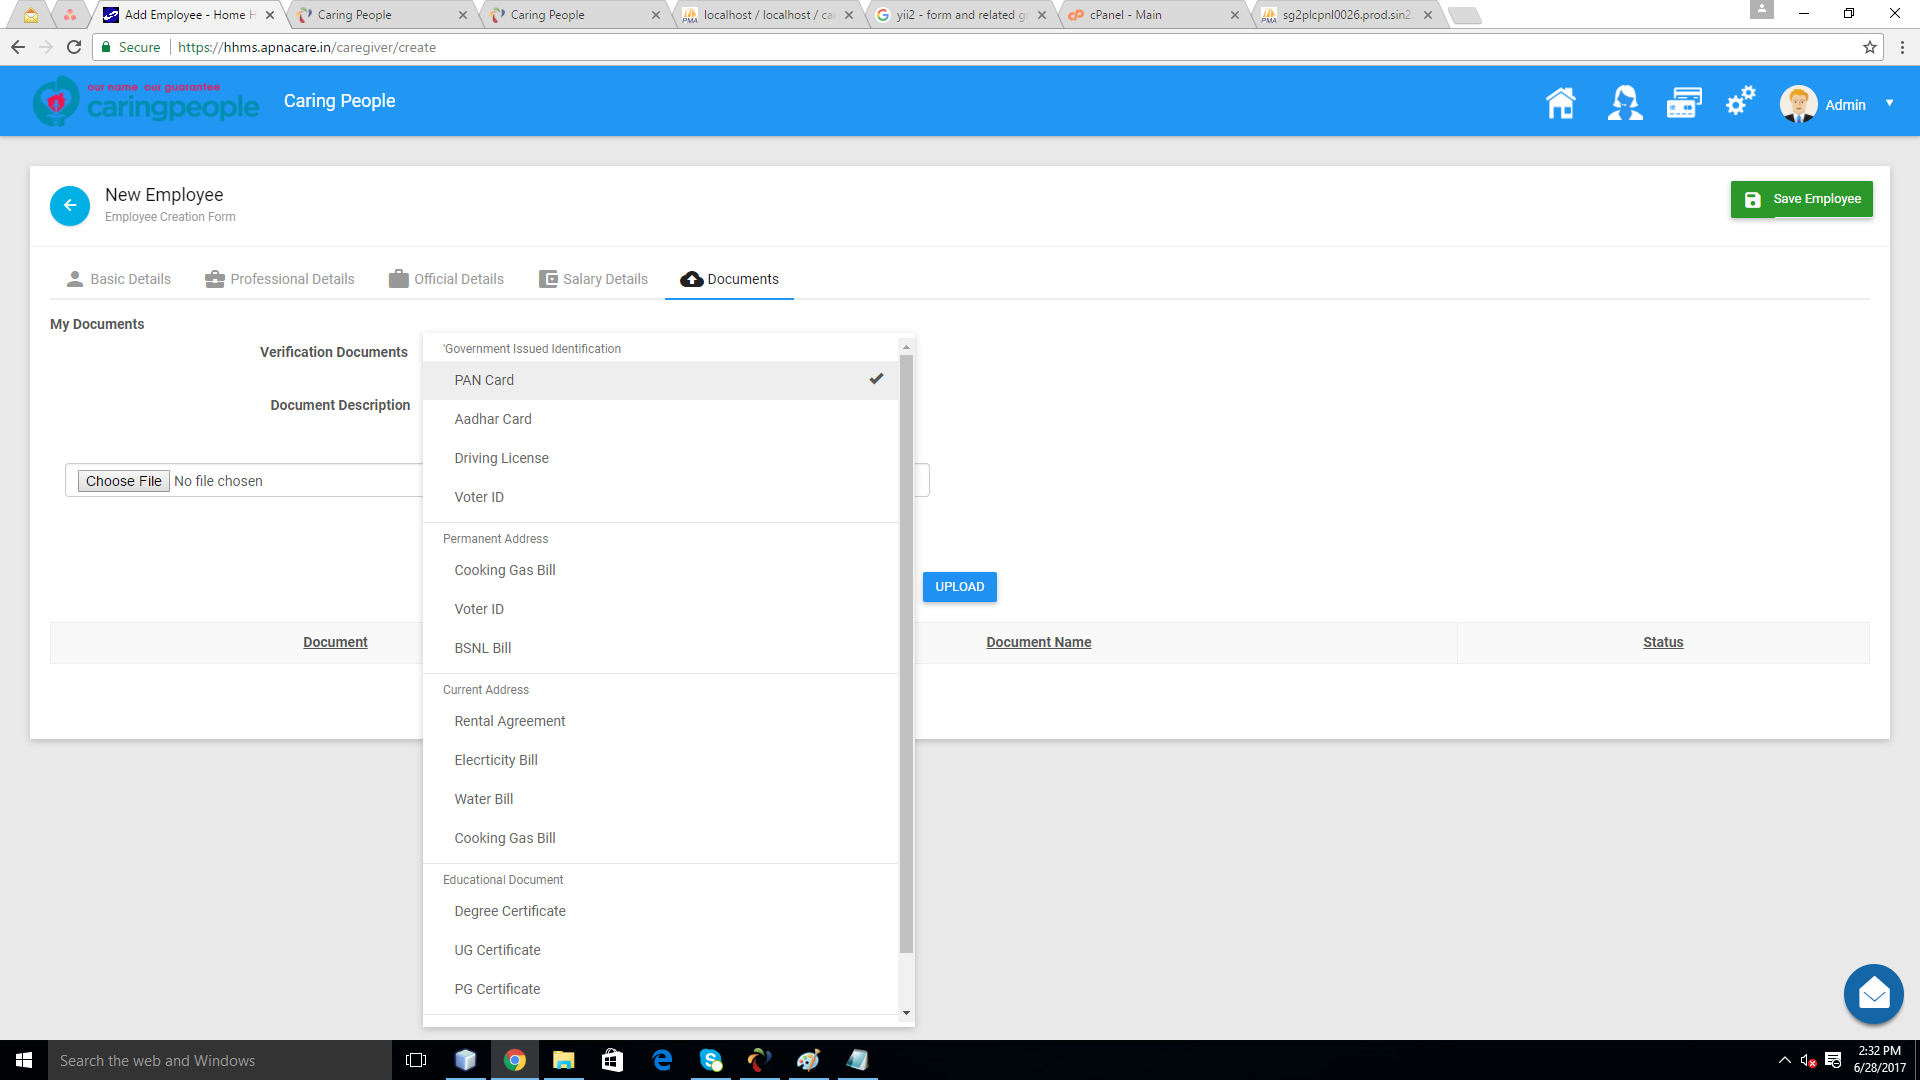 Add Employee - Home H
Caring People
Caring People
localhost / localhost / ca
yii2 - form and related g
cPanel - Main
sg2plcpnl0026.prod.sin2
Secure
https://hhms.apnacare.in/caregiver/create
our name our guarantee
caringpeople
Caring People
Admin
New Employee
Employee Creation Form
Save Employee
Basic Details
Professional Details
Official Details
Salary Details
Documents
My Documents
Verification Documents
'Government Issued Identification
PAN Card
Document Description
Aadhar Card
Driving License
Choose File No file chosen
Voter ID
Permanent Address
Cooking Gas Bill
UPLOAD
Voter ID
Document
BSNL Bill
Document Name
Status
Current Address
Rental Agreement
Elecrticity Bill
Water Bill
Cooking Gas Bill
Educational Document
Degree Certificate
UG Certificate
PG Certificate
Search the web and Windows
2:32 PM
6/28/2017